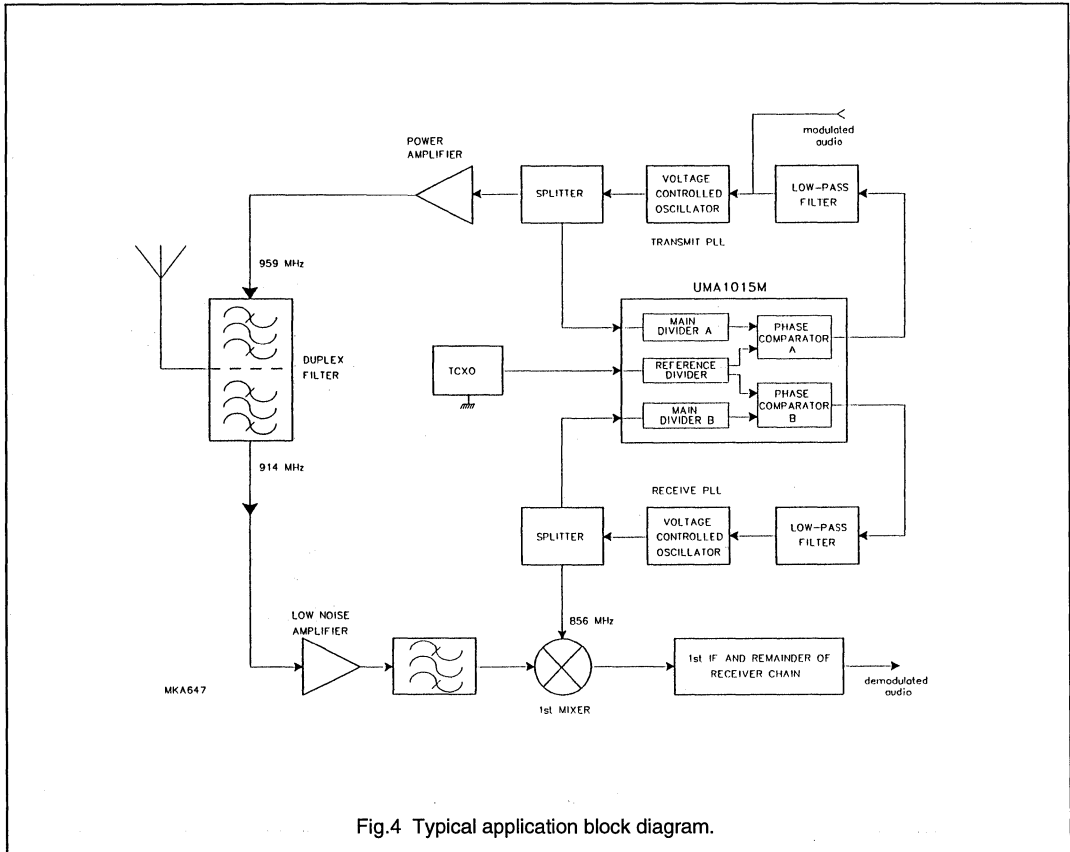 modulated
audio
POWER
AMPLIFIER
SPLITTER
VOLTAGE
CONTROLLED
OSCILLATOR
LOW-PASS
FILTER
TRANSMIT PLL
959 MHz
UMA1015M
MAIN
DIVIDER A
PHASE
COMPARATOR
A
DUPLEX
FILTER
TCXO
REFERENCE
DIVIDER
PHASE
COMPARATOR
B
MAIN
DIVIDER B
914 MHz
RECEIVE PLL
SPLITTER
VOLTAGE
CONTROLLED
OSCILLATOR
LOW-PASS
FILTER
LOW NOISE
AMPLIFIER
856 MHz
1st IF AND REMAINDER OF
RECEIVER CHAIN
demodulated
audio
MKA647
1st MIXER
Fig.4 Typical application block diagram.